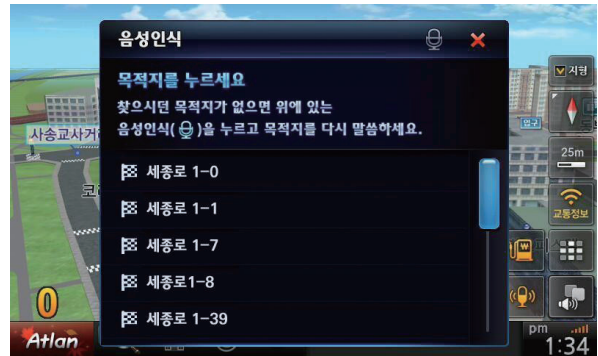 음성인식
목적지를 누르세요
찾으시던 목적지가 없으면 위에 있는
음성인식( )을 누르고 목적지를 다시 말씀하세요.
세종로 1-0
세종로 1-1
세종로 1-7
세종로1-8
세종로 1-39
지형
입구
25m
교통정보
사송교사거
코
0
Atlan
pm
1:34